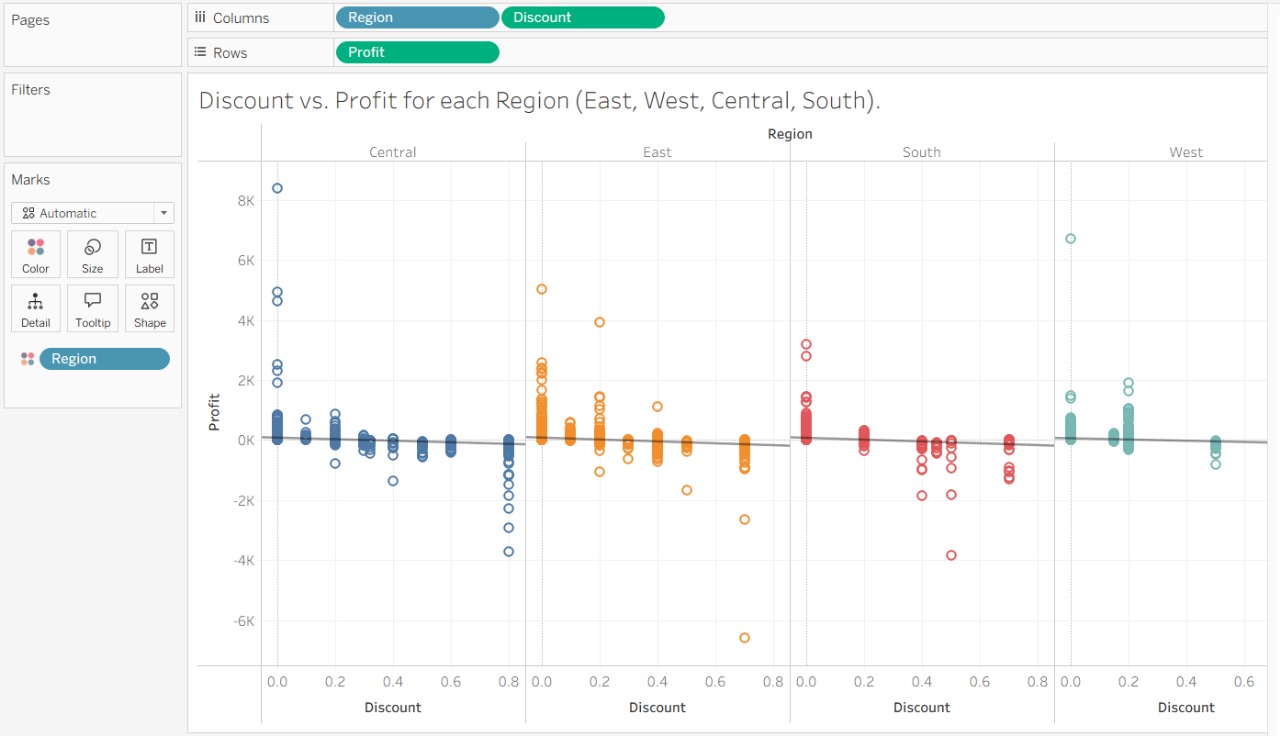 Pages
Columns Region Discount
Rows Profit
Filters
Marks
Automatic
Color Size Label
Detail Tooltip Shape
Region
Discount vs. Profit for each Region (East, West, Central, South).
Region
Central East South West
Profit
8K
6K
4K
2K
0K
-2K
-4K
-6K
0.0 0.2 0.4 0.6 0.8 0.0 0.2 0.4 0.6 0.8 0.0 0.2 0.4 0.6 0.8 0.0 0.2 0.4 0.6
Discount Discount Discount Discount